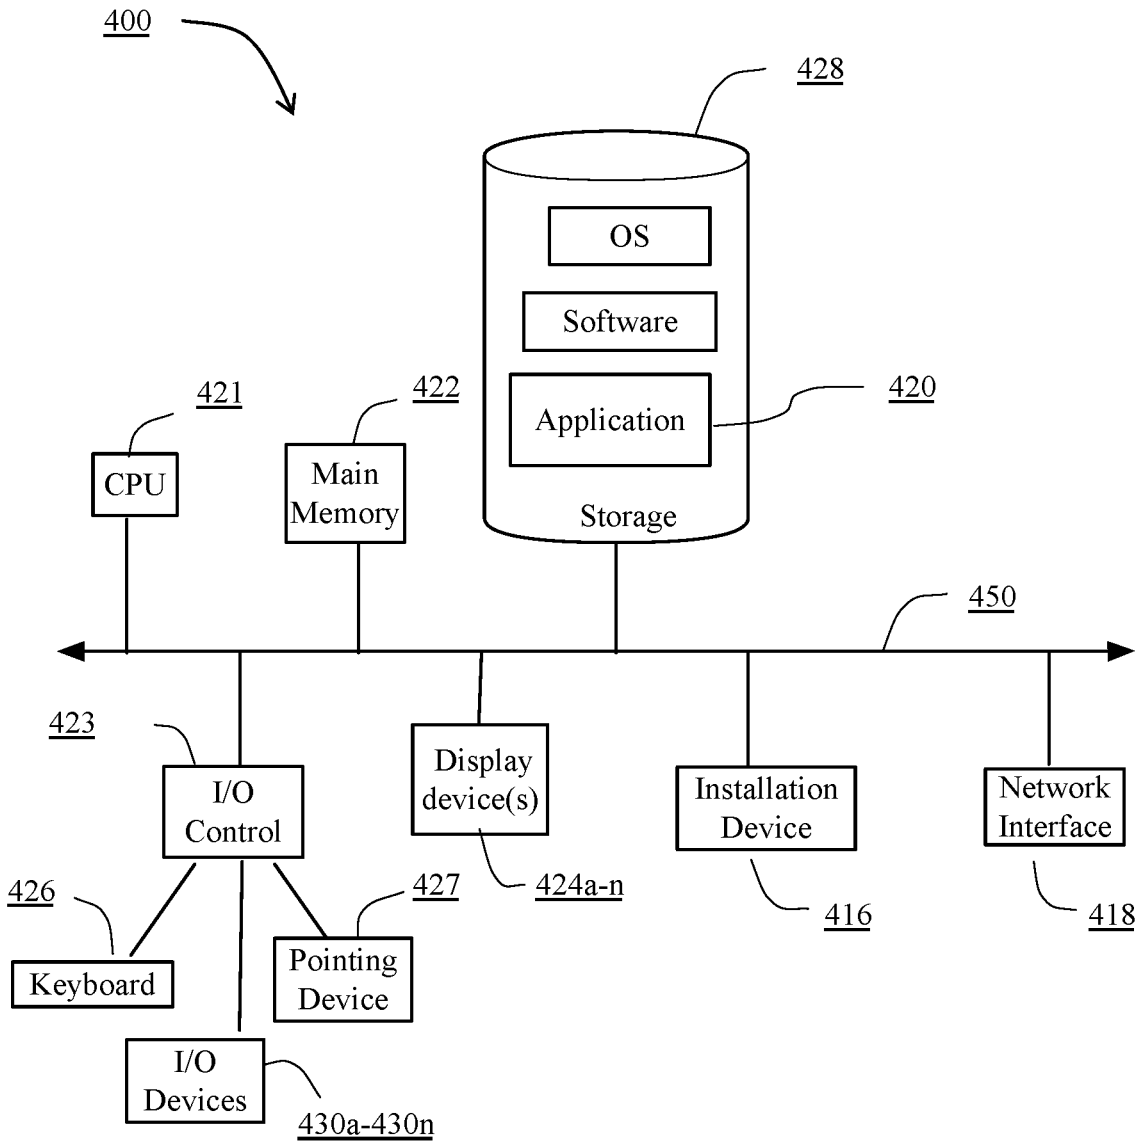 400
428
OS
Software
421
422
420
Application
CPU
Main
Memory
Storage
450
423
Display
device(s)
I/O
Control
Installation
Device
Network
Interface
426
427
424a-n
416
418
Keyboard
Pointing
Device
I/O
Devices
430a-430n